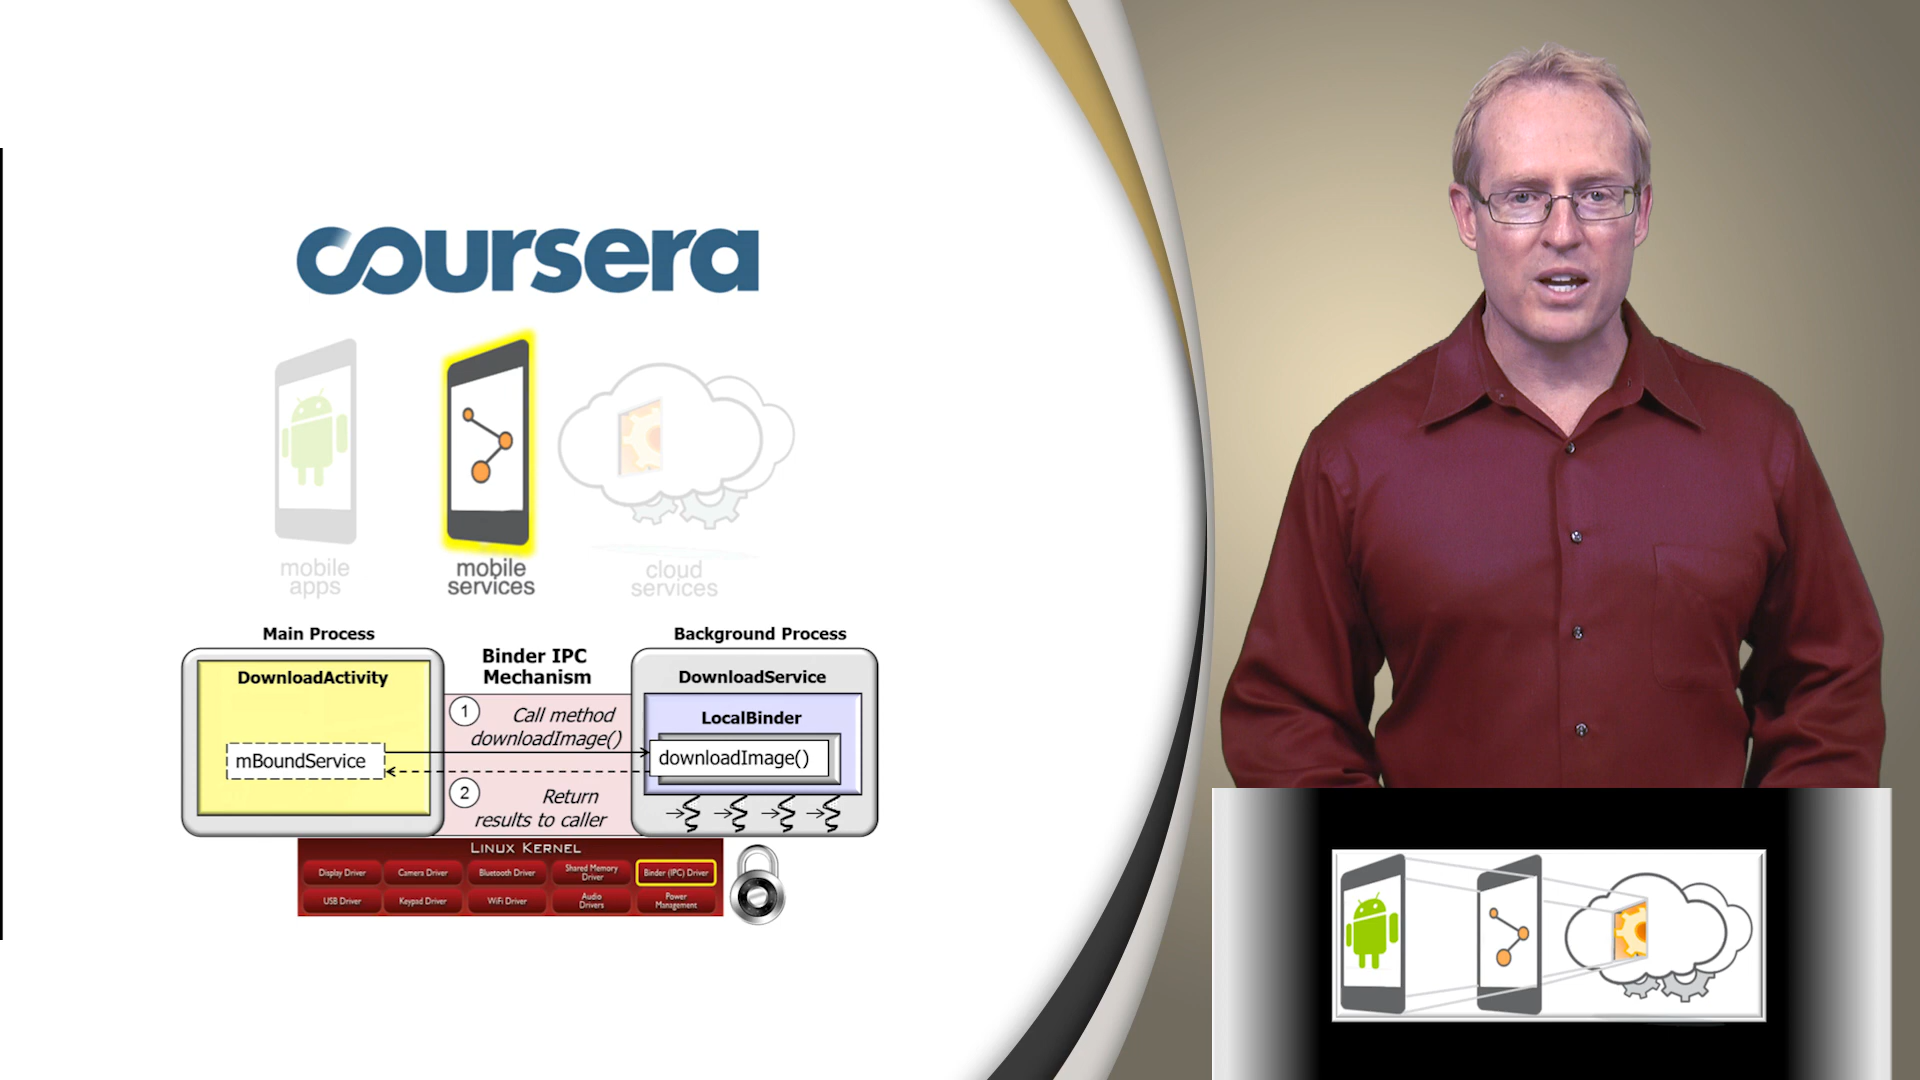 coursera
mobile
apps
mobile
services
cloud
services
Main Process
Background Process
Binder IPC
Mechanism
DownloadActivity
DownloadService
1
Call method
downloadImage()
LocalBinder
mBoundService
downloadImage()
2
Return
results to caller
LINUX KERNEL
Display Driver
Camera Driver
Bluetooth Driver
Shared Memory
Driver
Binder (IPC) Driver
USB Driver
Keypad Driver
WiFi Driver
Audio
Drivers
Power
Management